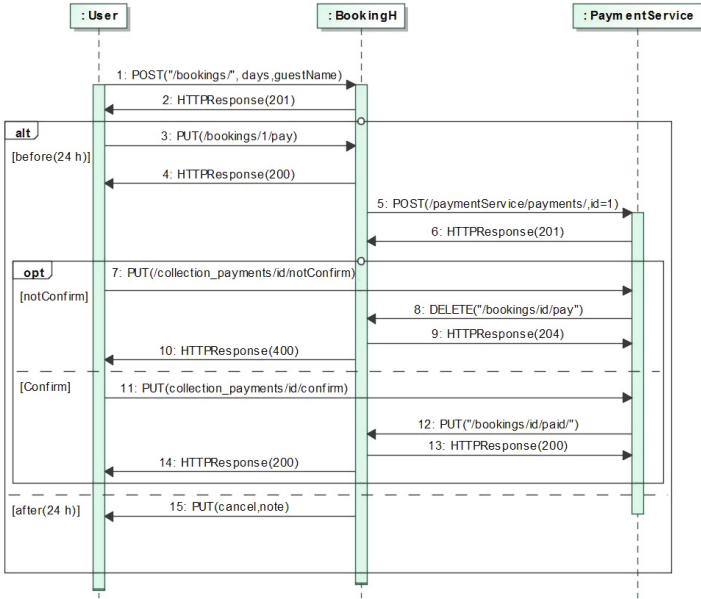 : User
: BookingH
: PaymentService
1: POST("/bookings/", days,guestName)
2: HTTPResponse(201)
alt
3: PUT(/bookings/1/pay)
[before(24 h)]
4: HTTPResponse(200)
5: POST(/paymentService/payments/,id=1)
6: HTTPResponse(201)
opt
7: PUT(/collection_payments/id/notConfirm)
[notConfirm]
8: DELETE("/bookings/id/pay")
9: HTTPResponse(204)
10: HTTPResponse(400)
[Confirm]
11: PUT(collection_payments/id/confirm)
12: PUT("/bookings/id/paid/")
13: HTTPResponse(200)
14: HTTPResponse(200)
[after(24 h)]
15: PUT(cancel,note)